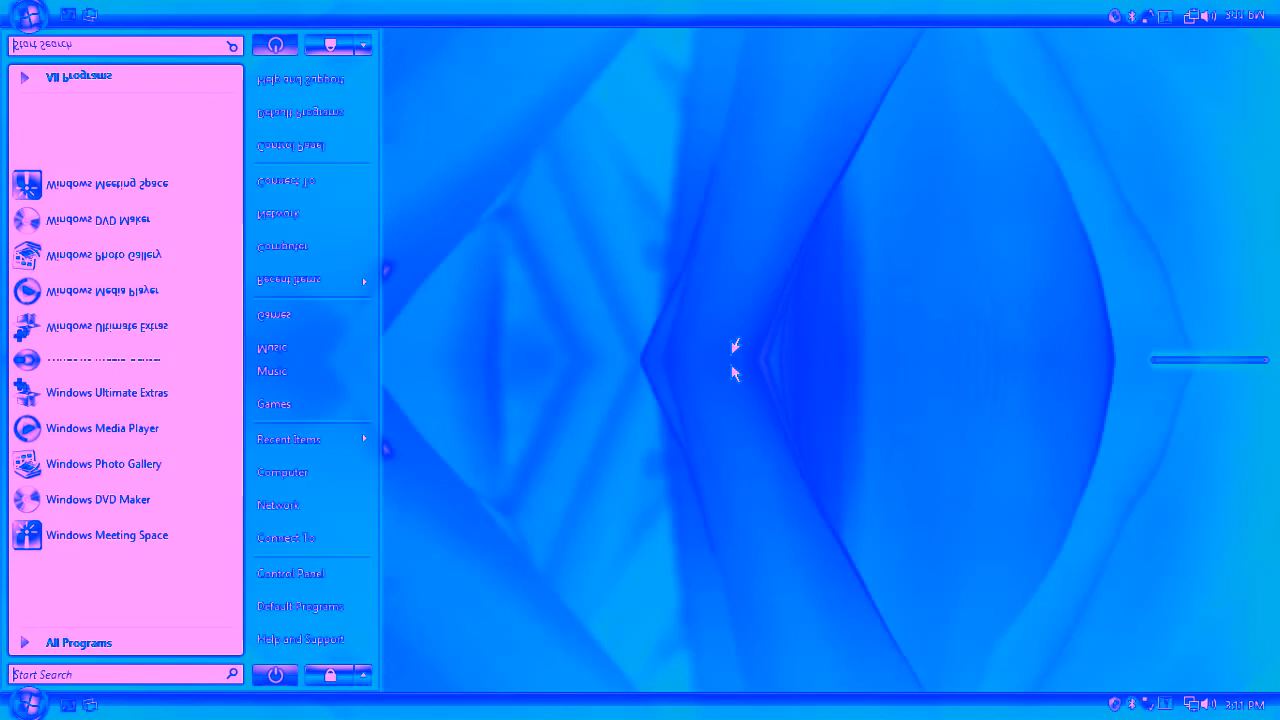 3:11 PM
Start Search
All Programs
Help and Support
Default Programs
Control Panel
Windows Meeting Space
Connect To
Windows DVD Maker
Network
Windows Photo Gallery
Computer
Windows Media Player
Recent Items
Windows Ultimate Extras
Games
Music
Music
Windows Ultimate Extras
Games
Windows Media Player
Recent Items
Windows Photo Gallery
Computer
Windows DVD Maker
Network
Windows Meeting Space
Connect To
Control Panel
Default Programs
All Programs
Help and Support
Start Search
3:11 PM